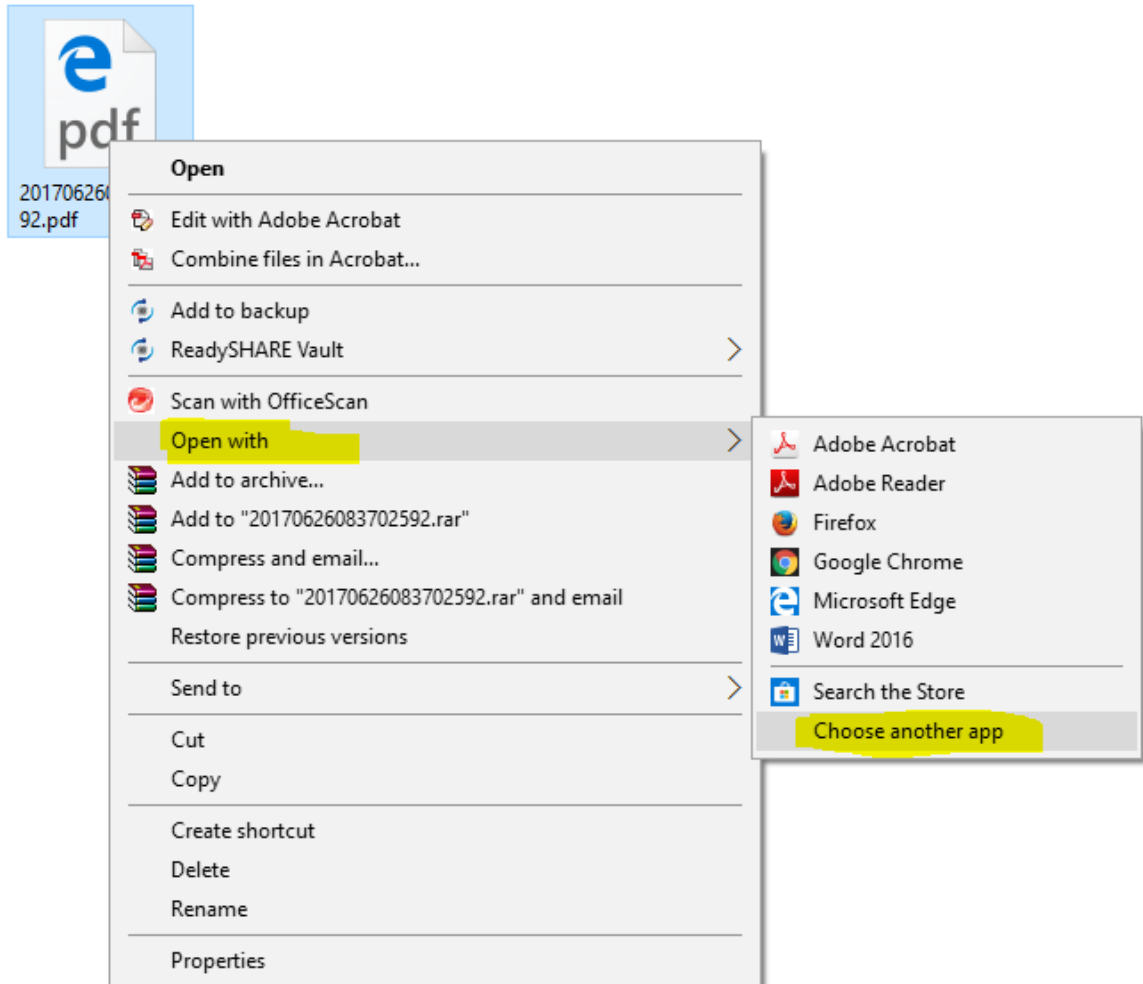 pdf
20170626
92.pdf
Open
Edit with Adobe Acrobat
Combine files in Acrobat...
Add to backup
ReadySHARE Vault
Scan with OfficeScan
Open with
Add to archive...
Add to "20170626083702592.rar"
Compress and email...
Compress to "20170626083702592.rar" and email
Restore previous versions
Send to
Cut
Copy
Create shortcut
Delete
Rename
Properties
Adobe Acrobat
Adobe Reader
Firefox
Google Chrome
Microsoft Edge
Word 2016
Search the Store
Choose another app